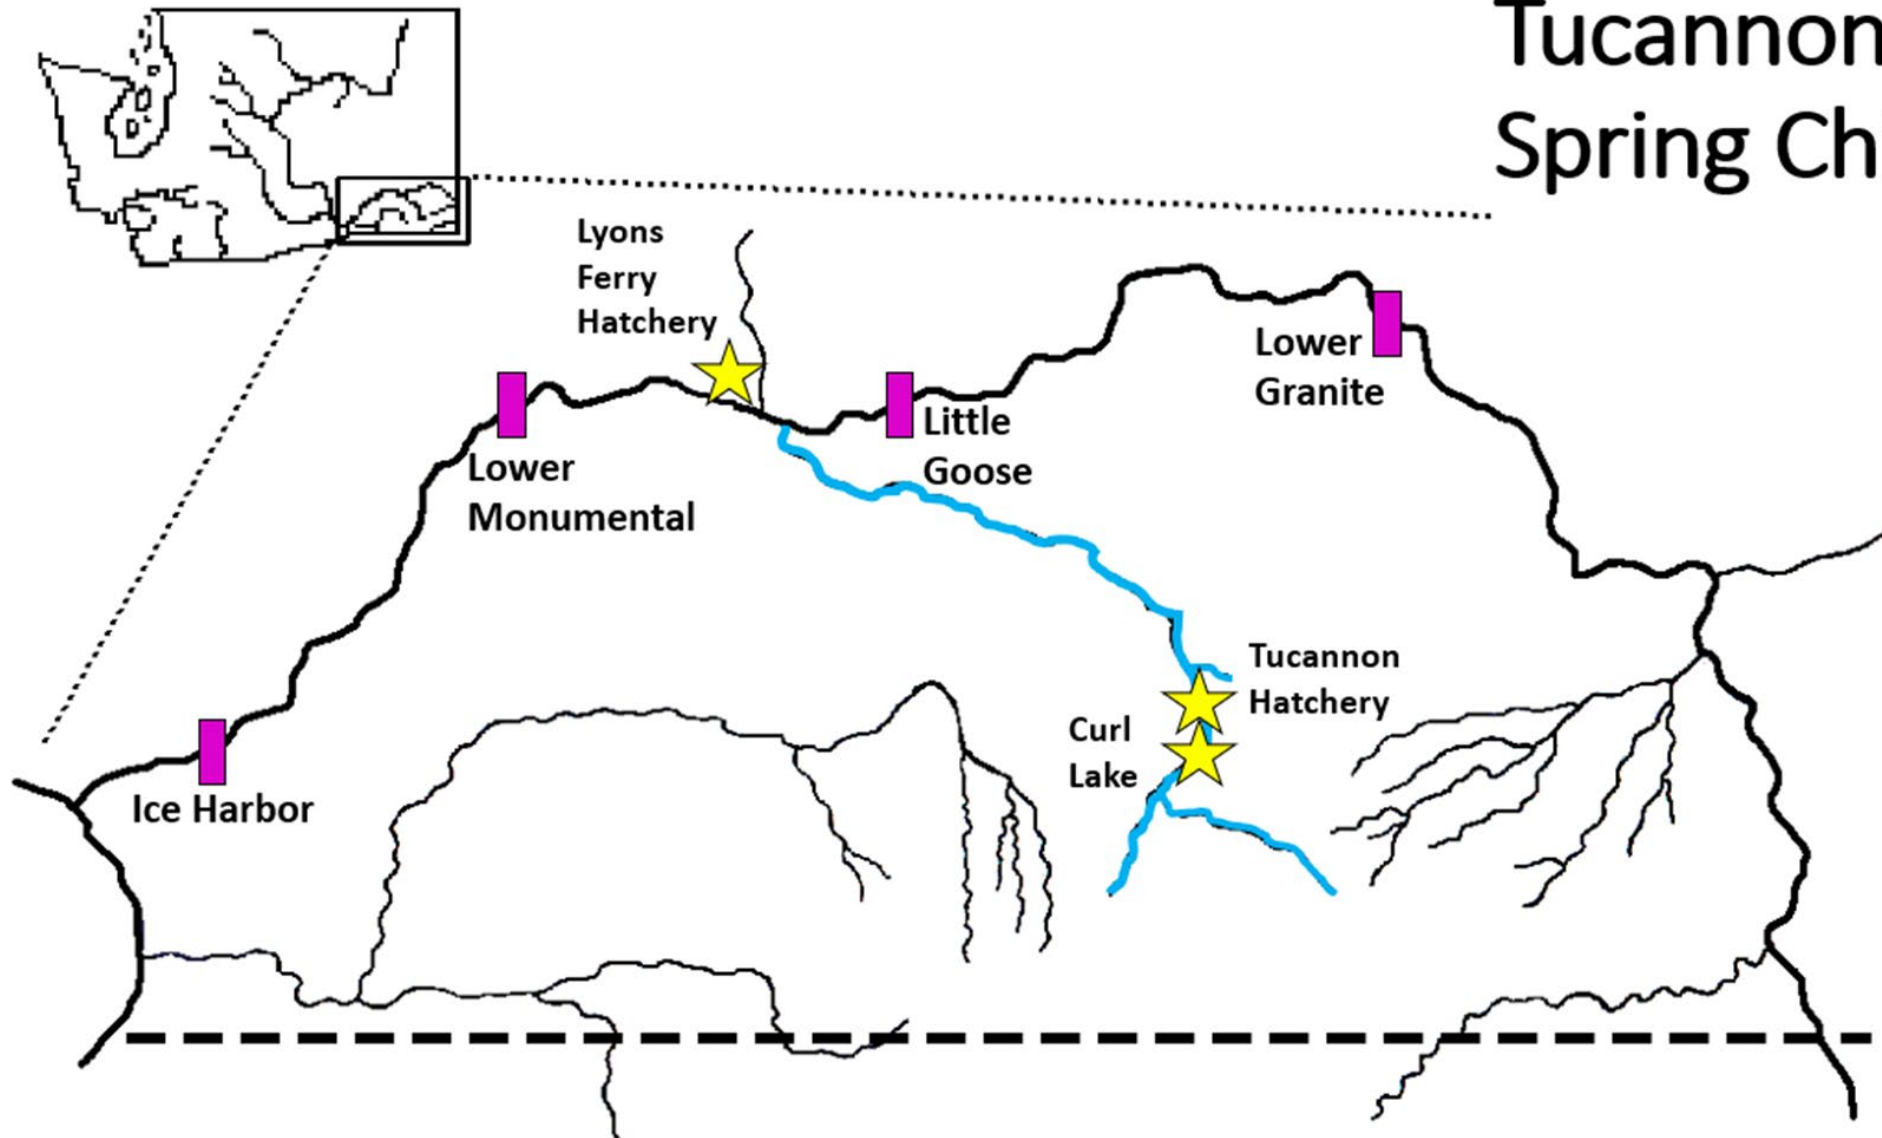 Tucannon
Spring Ch
Lyons
Ferry
Hatchery
Lower
Granite
Little
Goose
Lower
Monumental
Tucannon
Hatchery
Curl
Lake
Ice Harbor